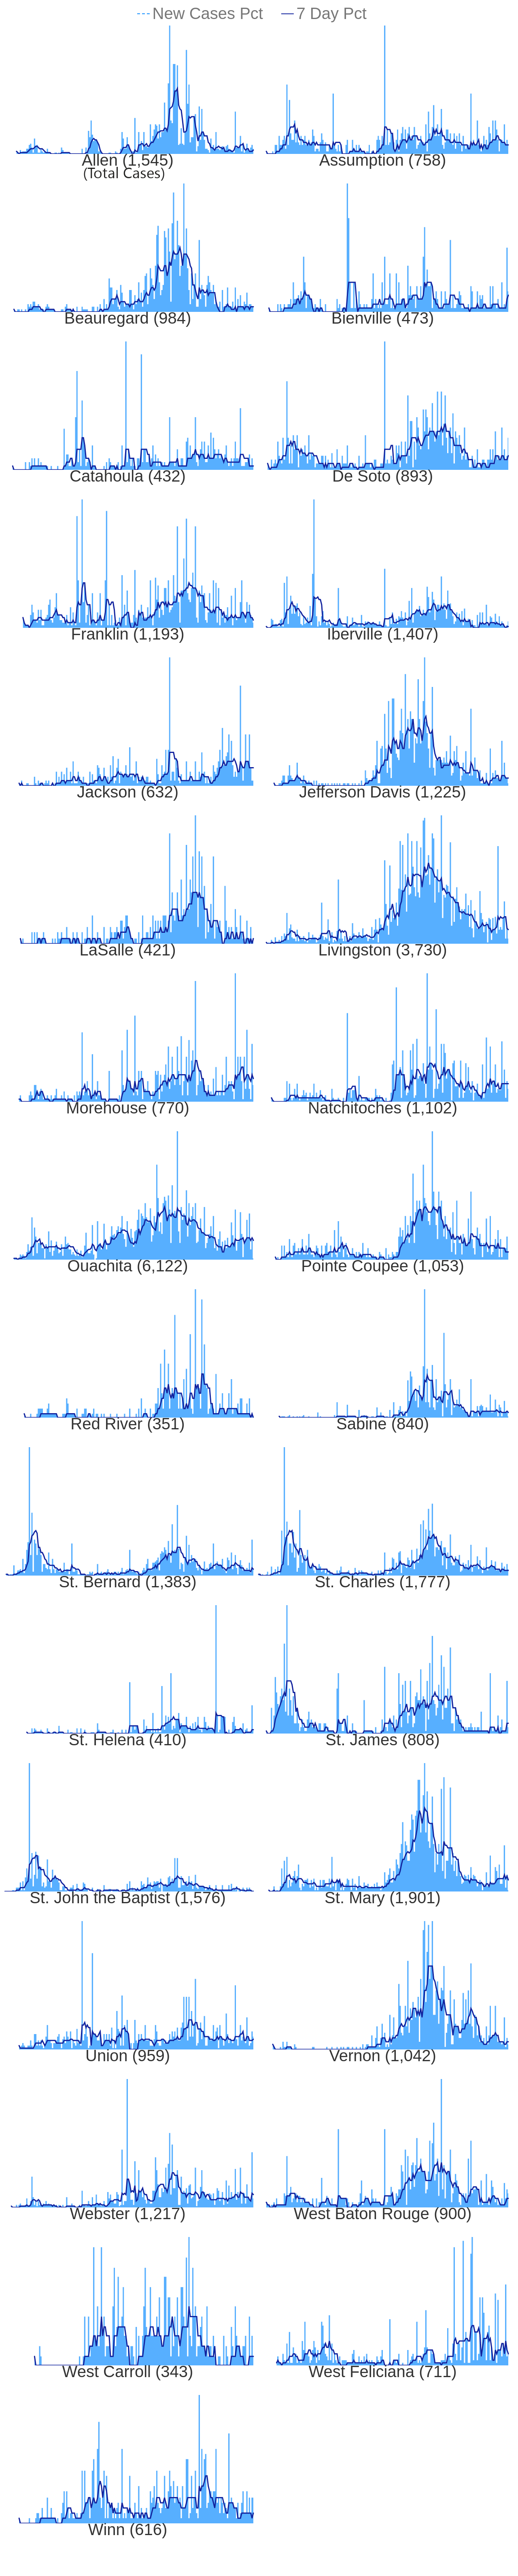 New Cases Pct 7 Day Pct
Allen (1,545) Assumption (758)
(Total Cases)
Beauregard (984) Bienville (473)
Catahoula (432) De Soto (893)
Franklin (1,193) Iberville (1,407)
Jackson (632) Jefferson Davis (1,225)
LaSalle (421) Livingston (3,730)
Morehouse (770) Natchitoches (1,102)
Ouachita (6,122) Pointe Coupee (1,053)
Red River (351) Sabine (840)
St. Bernard (1,383) St. Charles (1,777)
St. Helena (410) St. James (808)
St. John the Baptist (1,576) St. Mary (1,901)
Union (959) Vernon (1,042)
Webster (1,217) West Baton Rouge (900)
West Carroll (343) West Feliciana (711)
Winn (616)